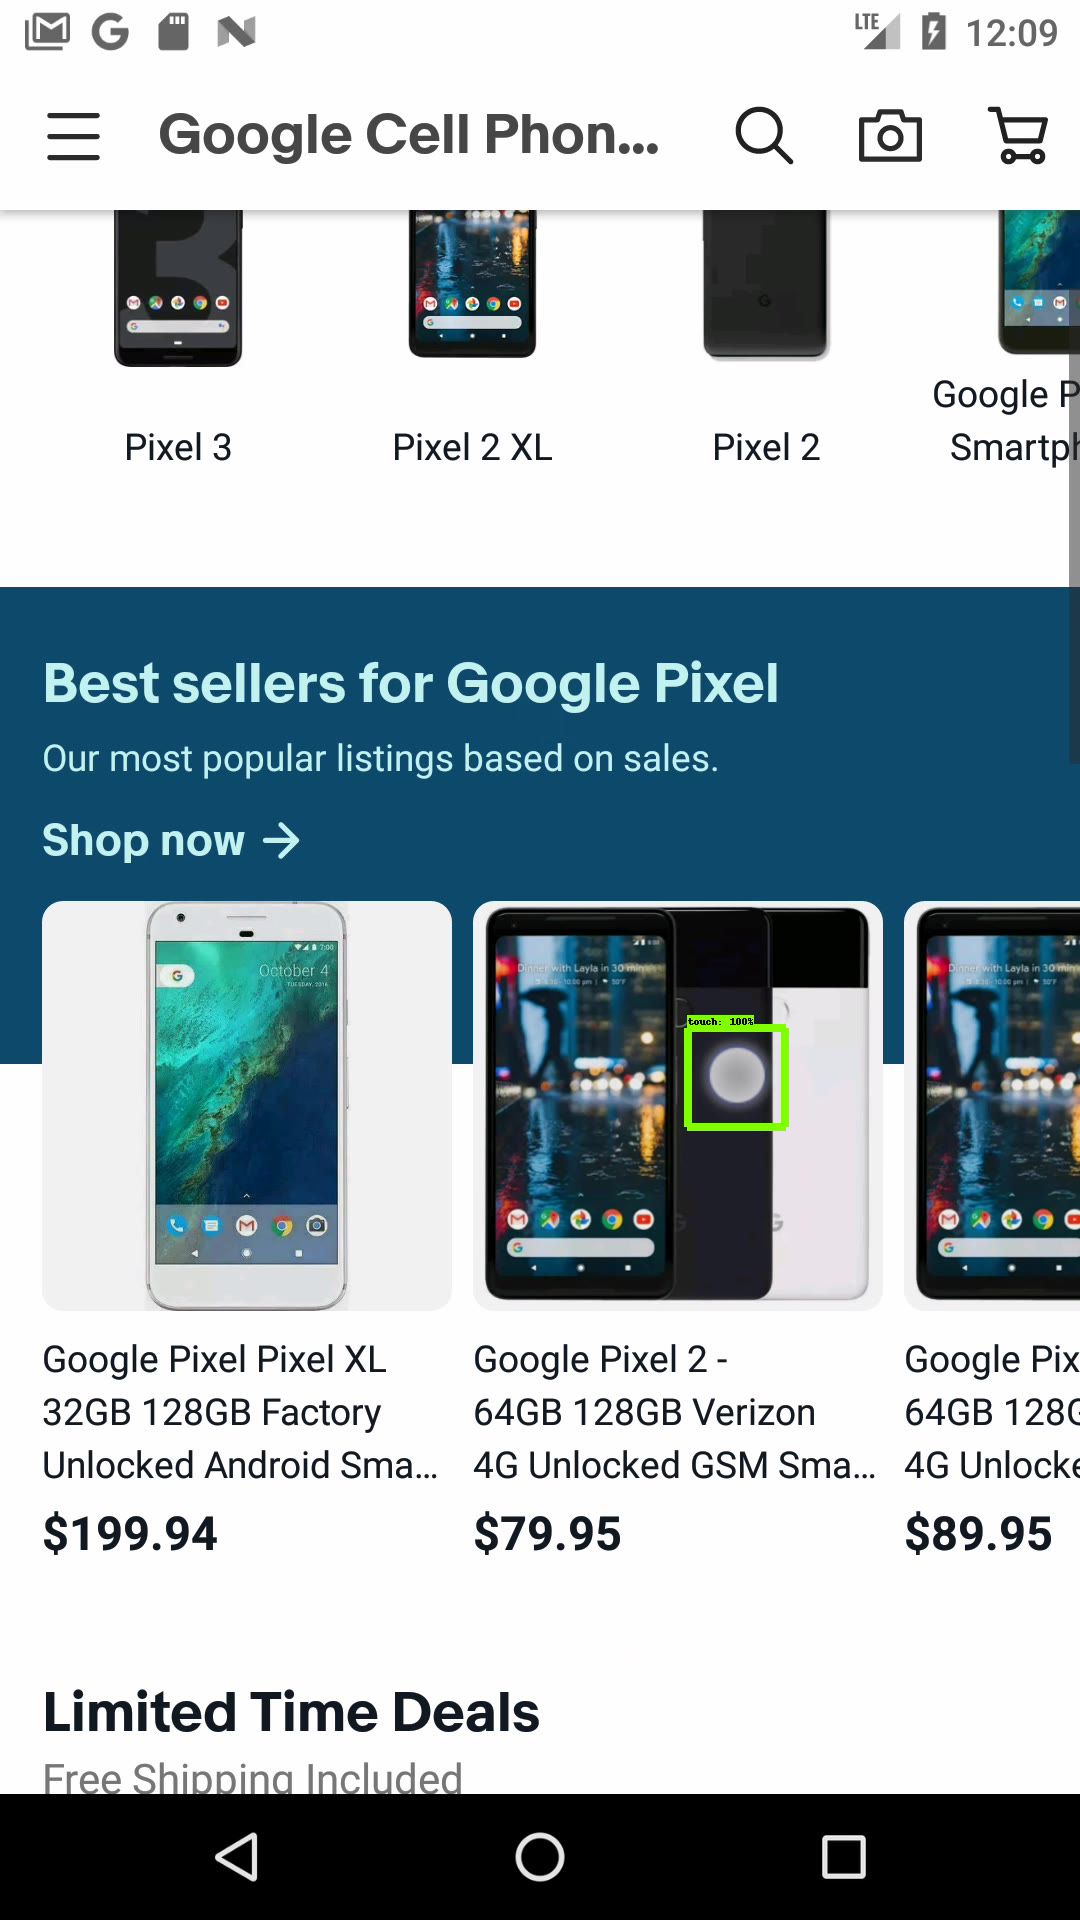 LTE 12:09
Google Cell Phon...
Pixel 3
Pixel 2 XL
Pixel 2
Google P
Smartph
Best sellers for Google Pixel
Our most popular listings based on sales.
Shop now →
October 4
TUESDAY, 2016
7:00
Dinner with Layla in 30 min
Dinner with Layla in 30 min
touch: 100%
Google Pixel Pixel XL
32GB 128GB Factory
Unlocked Android Sma...
$199.94
Google Pixel 2 -
64GB 128GB Verizon
4G Unlocked GSM Sma...
$79.95
Google Pix
64GB 128G
4G Unlocke
$89.95
Limited Time Deals
Free Shipping Included